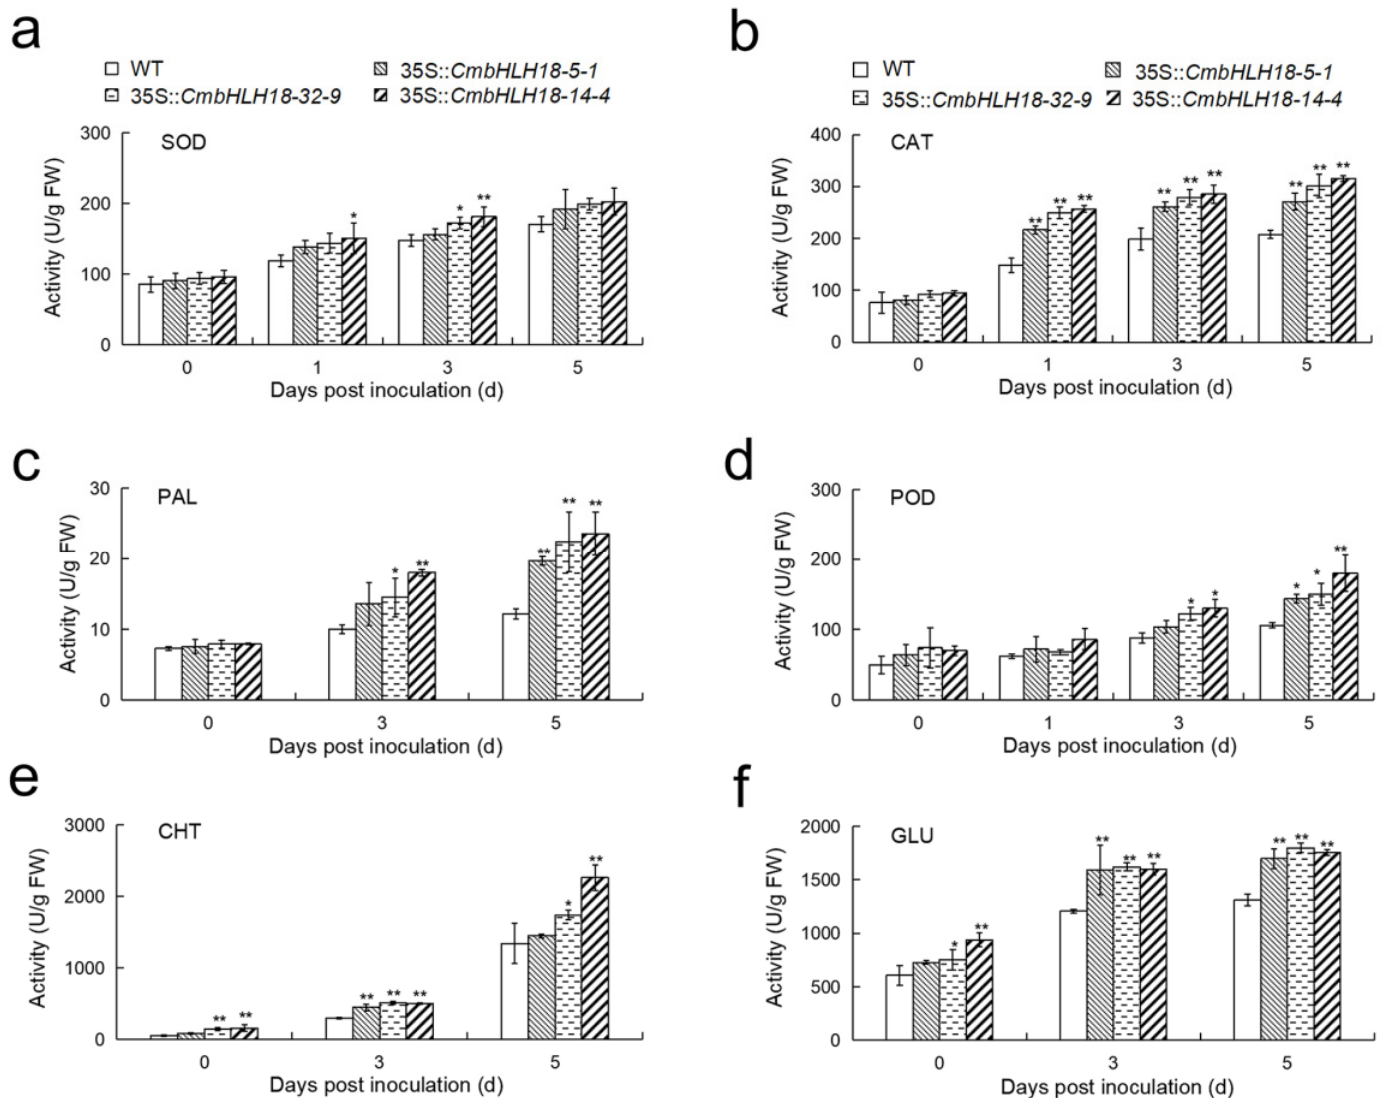 a
WT
35S::CmbHLH18-5-1
35S::CmbHLH18-32-9
35S::CmbHLH18-14-4
SOD
Activity (U/g FW)
300
200
100
0
*
*
**
0 1 3 5
Days post inoculation (d)
b
WT
35S::CmbHLH18-5-1
35S::CmbHLH18-32-9
35S::CmbHLH18-14-4
CAT
Activity (U/g FW)
400
300
200
100
0
** ** **
** ** **
** ** **
0 1 3 5
Days post inoculation (d)
c
PAL
Activity (U/g FW)
30
20
10
0
* **
** ** **
0 3 5
Days post inoculation (d)
d
POD
Activity (U/g FW)
300
200
100
0
* *
* * **
0 1 3 5
Days post inoculation (d)
e
CHT
Activity (U/g FW)
3000
2000
1000
0
** **
** ** **
* **
0 3 5
Days post inoculation (d)
f
GLU
Activity (U/g FW)
2000
1500
1000
500
0
* **
** ** **
** ** **
0 3 5
Days post inoculation (d)